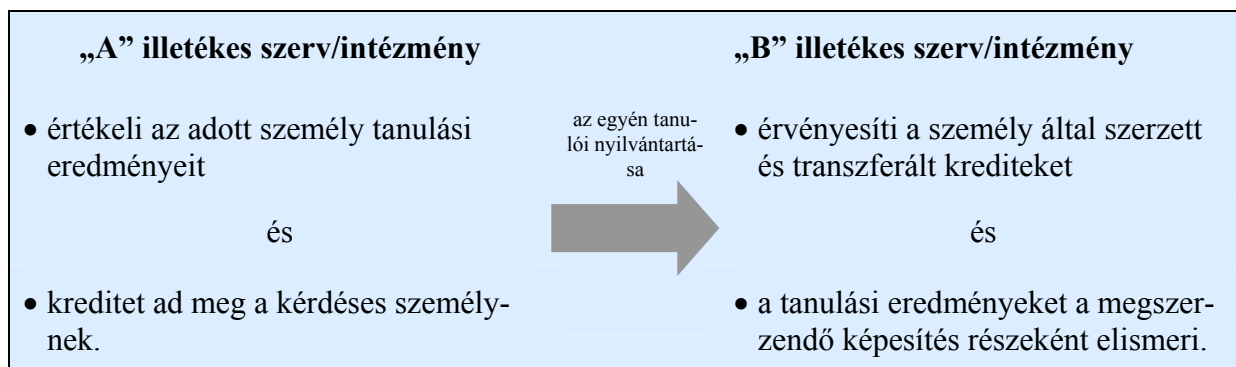 „A” illetékes szerv/intézmény
• értékeli az adott személy tanulási
eredményeit
és
• kreditet ad meg a kérdéses személy-
nek.
az egyén tanu-
lói nyilvántartá-
sa
„B” illetékes szerv/intézmény
• érvényesíti a személy által szerzett
és transzferált krediteket
és
• a tanulási eredményeket a megszer-
zendő képesítés részeként elismeri.